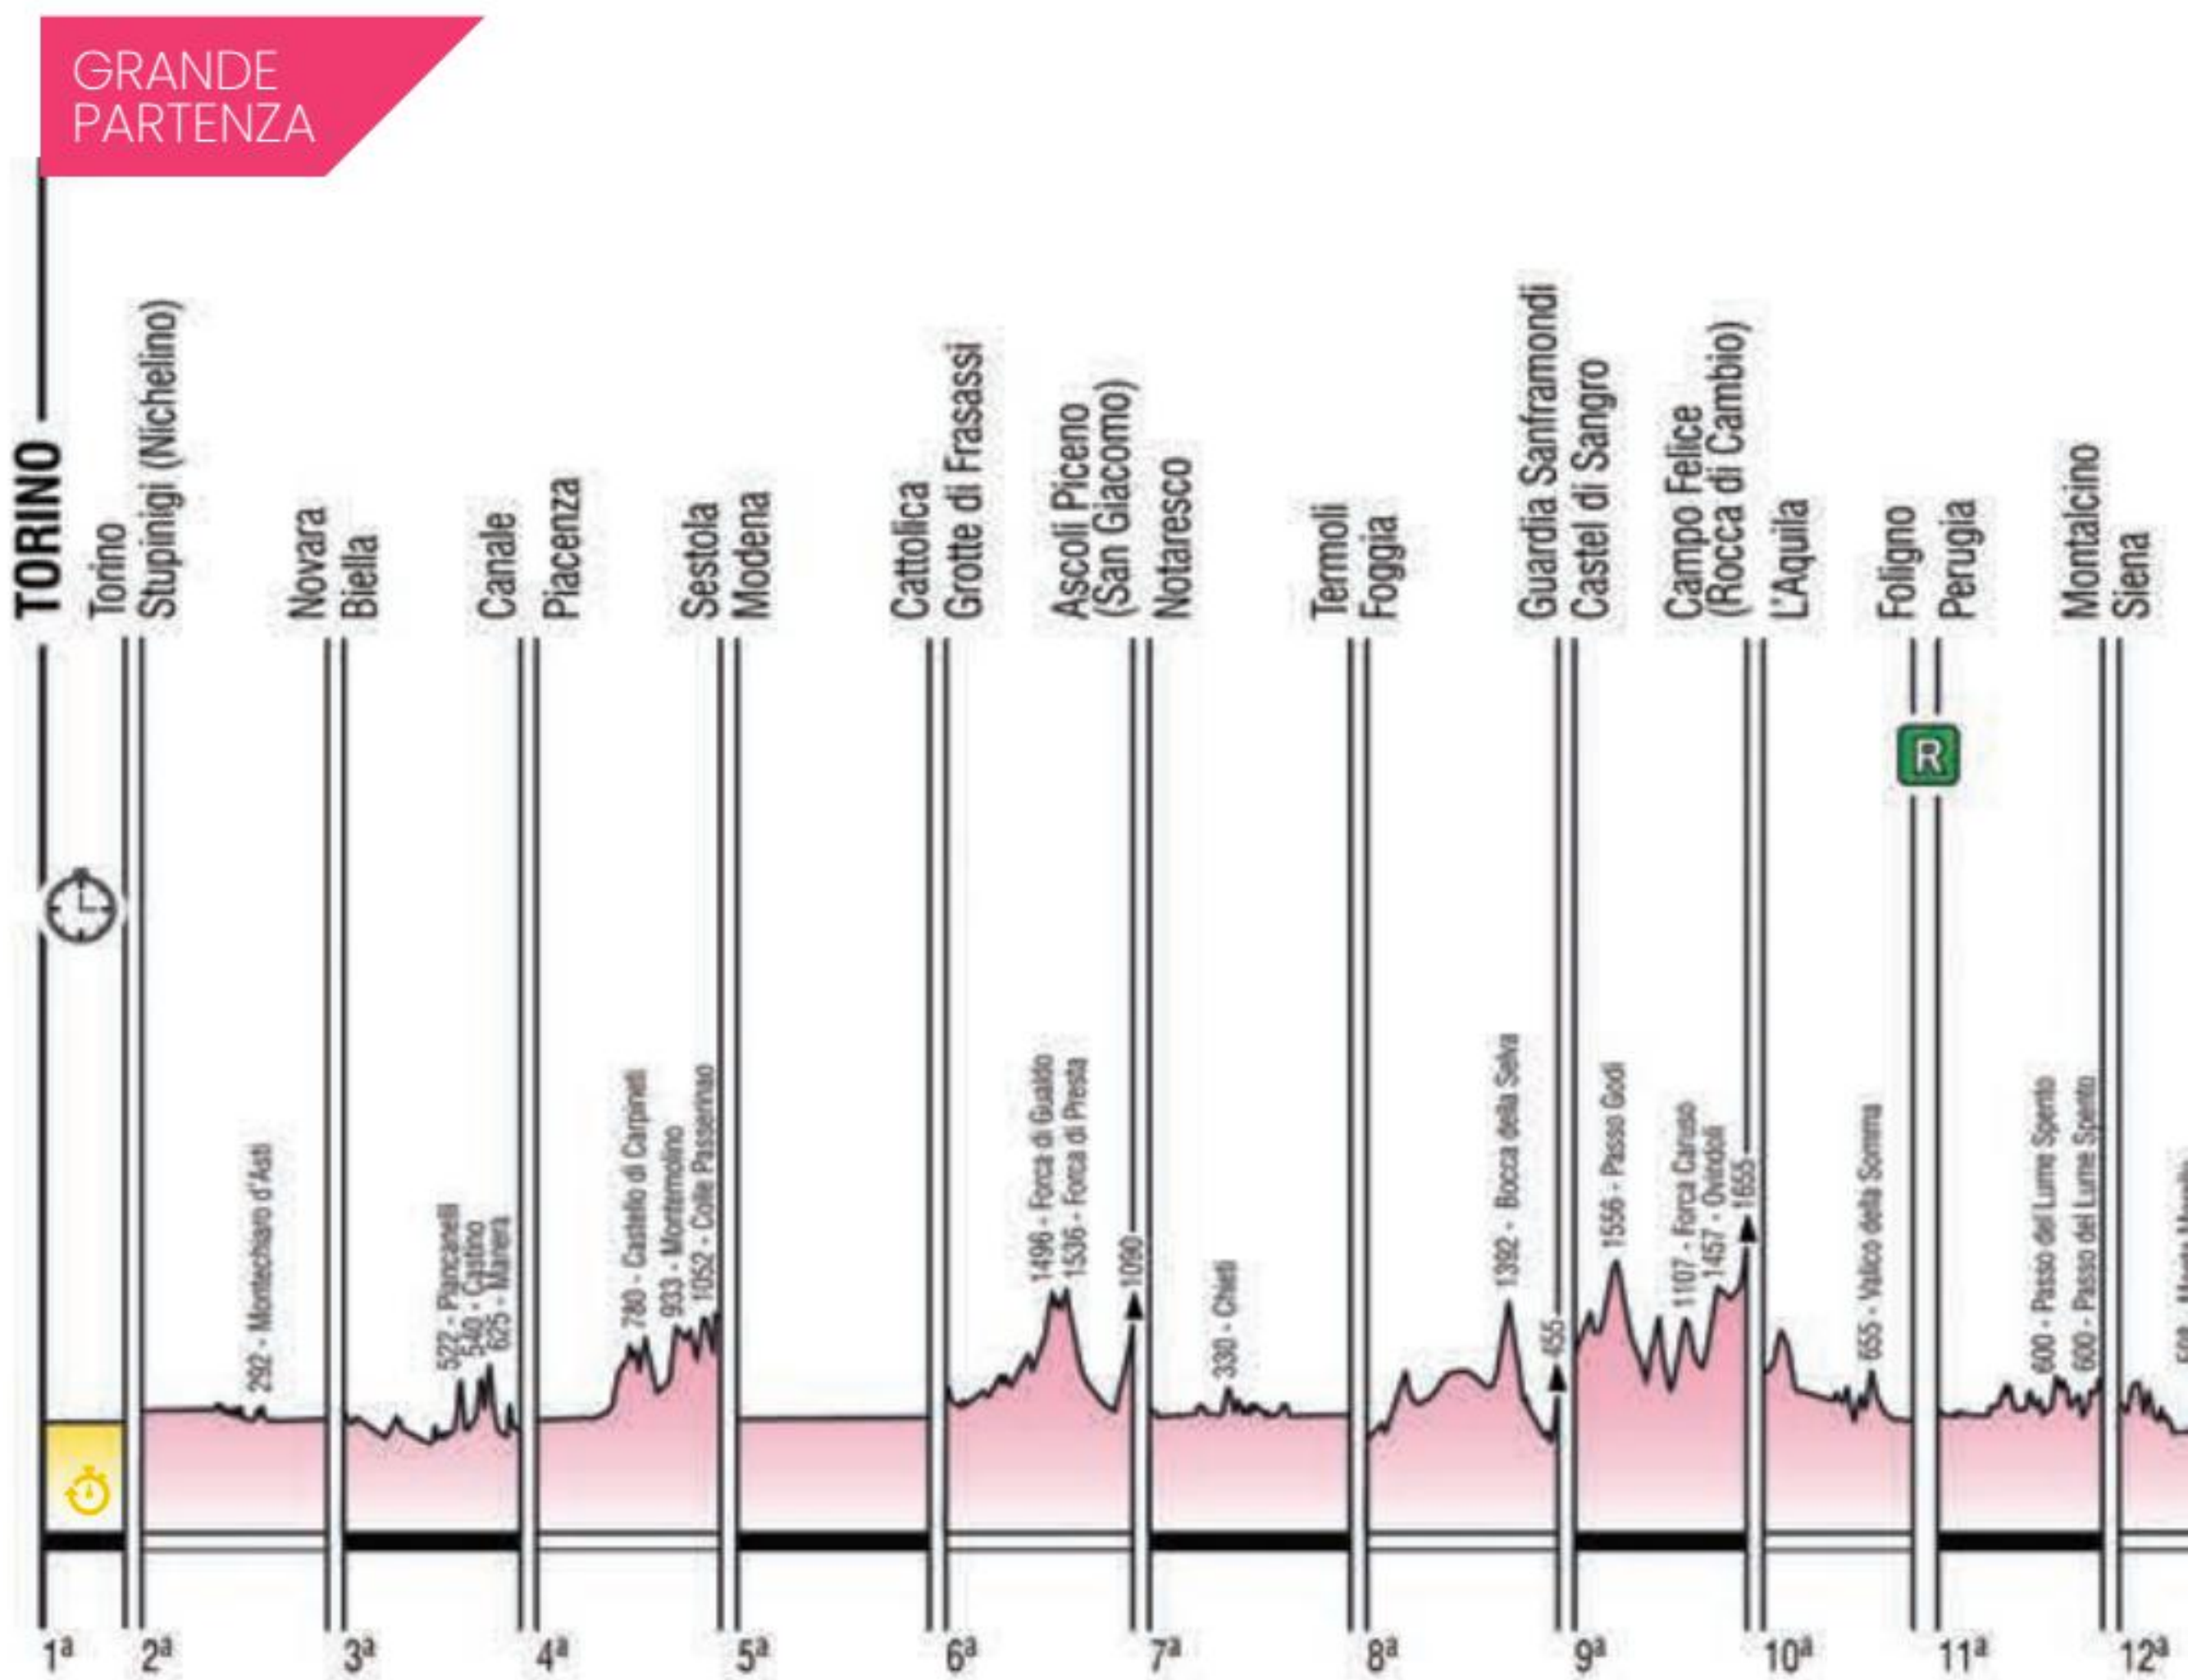 GRANDE
PARTENZA
TORINO
Torino
Stupinigi (Nichelino)
Novara
Biella
Canale
Piacenza
Sestola
Modena
Cattolica
Grotte di Frasassi
Ascoli Piceno
(San Giacomo)
Notaresco
Termoli
Foggia
Guardia Sanframondi
Castel di Sangro
Campo Felice
(Rocca di Cambio)
L'Aquila
Foligno
Perugia
Montalcino
Siena
R
292 - Montechiaro d'Asti
522 - Piancanelli
540 - Castino
625 - Manera
780 - Castello di Carpineti
933 - Montemolino
1052 - Colle Passerinao
1496 - Forca di Gualdo
1536 - Forca di Presta
1090
330 - Chieti
1392 - Bocca della Selva
455
1556 - Passo Godi
1107 - Forca Caruso
1457 - Ovindoli
1655
655 - Valico della Somma
600 - Passo del Lume Spento
600 - Passo del Lume Spento
1ª
2ª
3ª
4ª
5ª
6ª
7ª
8ª
9ª
10ª
11ª
12ª